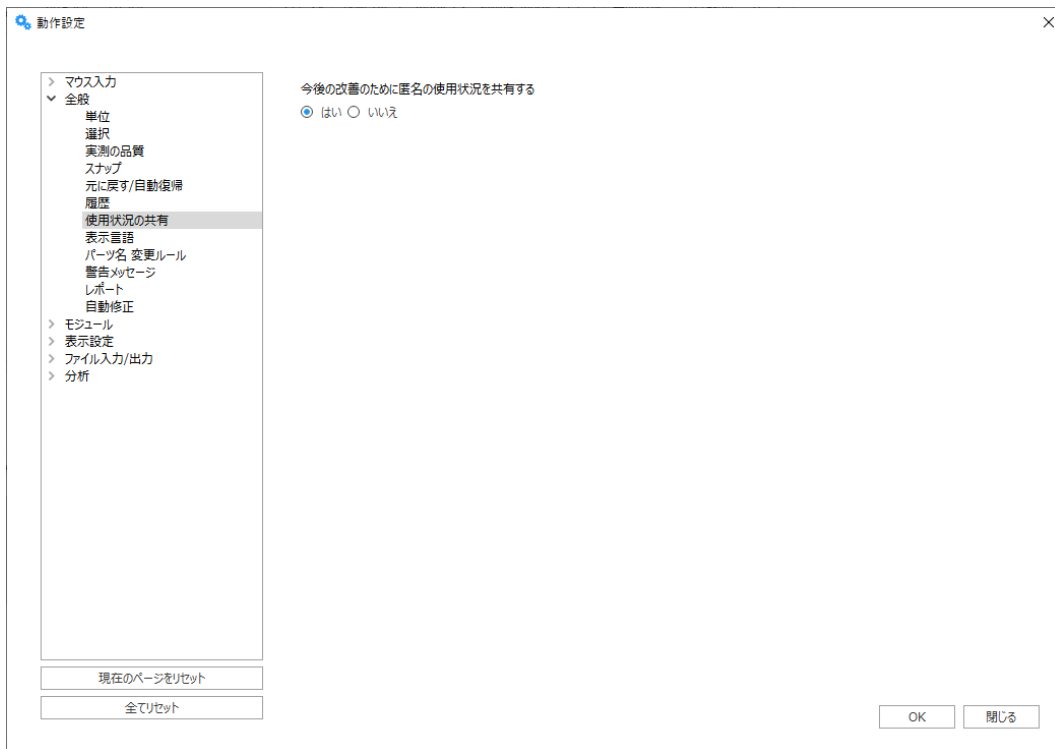 動作設定
マウス入力
全般
単位
選択
実測の品質
スナップ
元に戻す/自動復帰
履歴
使用状況の共有
表示言語
パーツ名 変更ルール
警告メッセージ
レポート
自動修正
モジュール
表示設定
ファイル入力/出力
分析
現在のページをリセット
全てリセット
今後の改善のために匿名の使用状況を共有する
はい いいえ
OK 閉じる